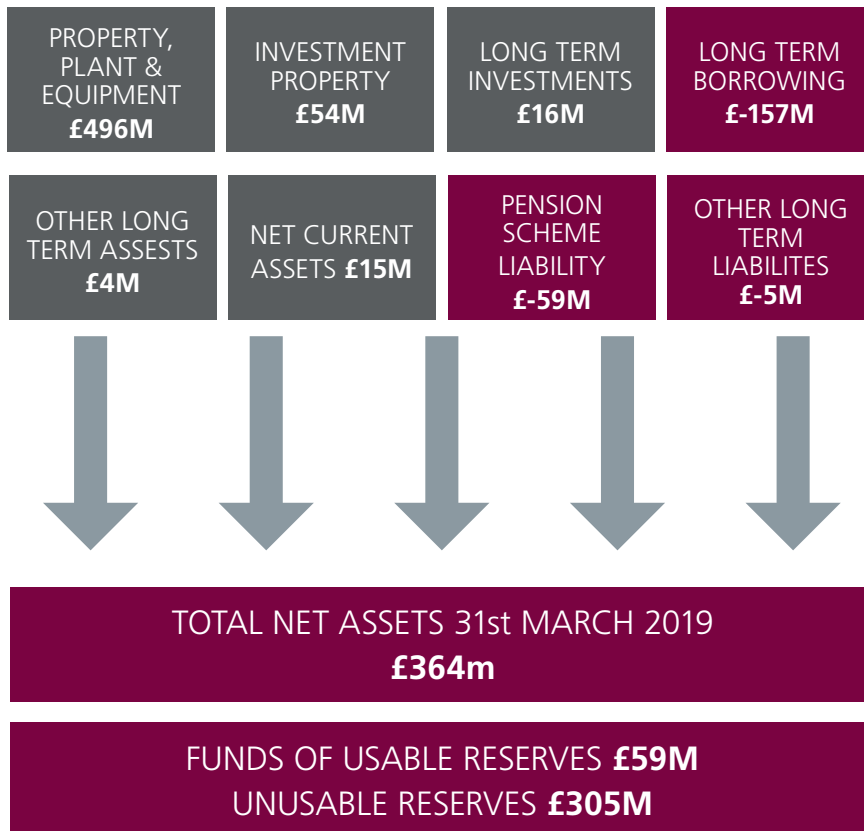 PROPERTY,
PLANT &
EQUIPMENT
£496M
INVESTMENT
PROPERTY
£54M
LONG TERM
INVESTMENTS
£16M
LONG TERM
BORROWING
£-157M
OTHER LONG
TERM ASSESTS
£4M
NET CURRENT
ASSETS £15M
PENSION
SCHEME
LIABILITY
£-59M
OTHER LONG
TERM
LIABILITES
£-5M
TOTAL NET ASSETS 31st MARCH 2019
£364m
FUNDS OF USABLE RESERVES £59M
UNUSABLE RESERVES £305M